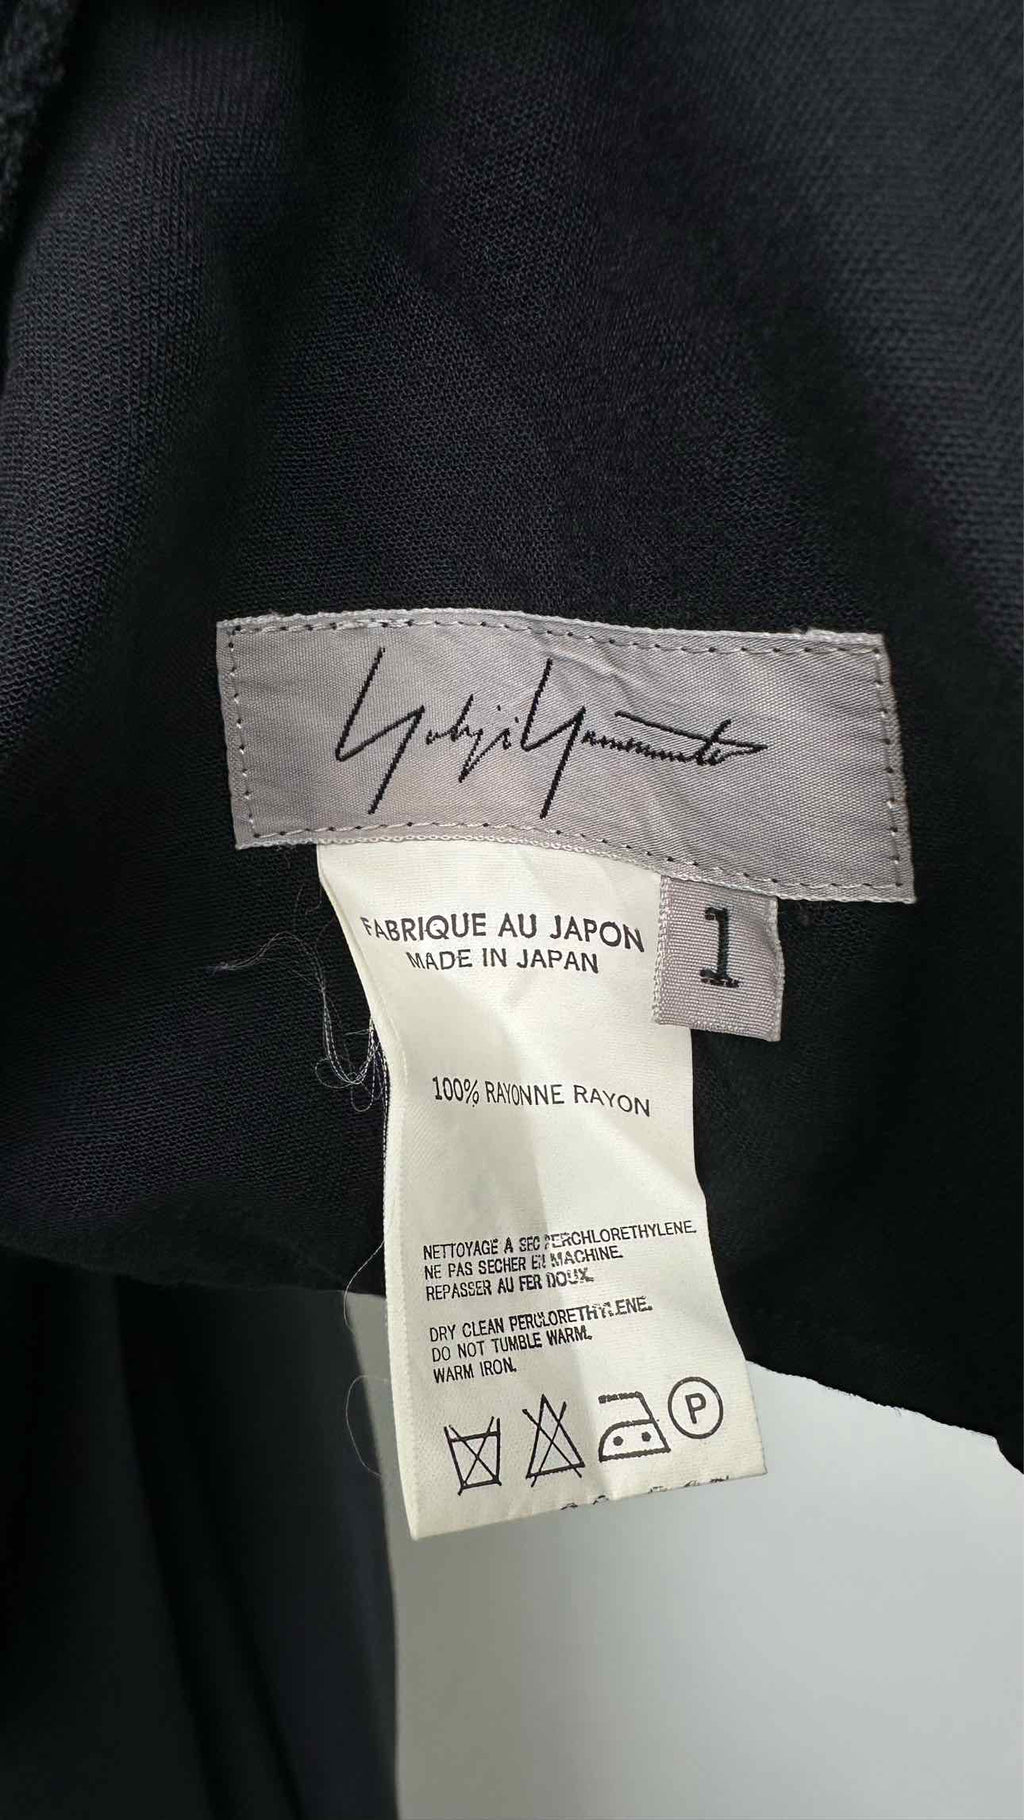 Yohji Yamamoto
1
FABRIQUE AU JAPON
MADE IN JAPAN
100% RAYONNE RAYON
NETTOYAGE A SEC PERCHLORETHYLENE.
NE PAS SECHER EN MACHINE.
REPASSER AU FER DOUX.
DRY CLEAN PERCLORETHYLENE.
DO NOT TUMBLE WARM.
WARM IRON.
P